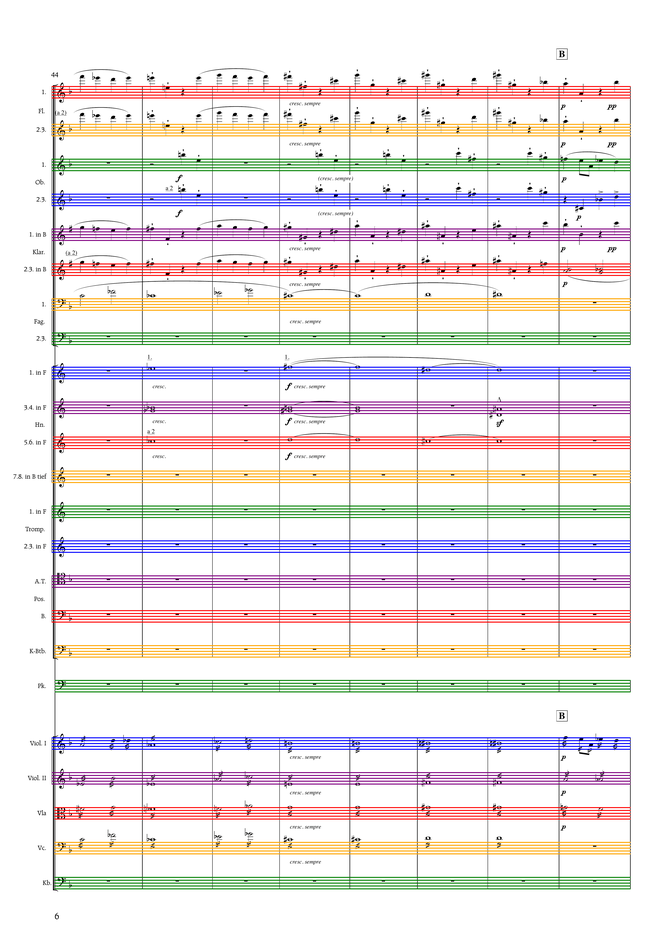 B
44
1.
Fl.
(a 2)
cresc. sempre
p
pp
2.3.
cresc. sempre
p
pp
1.
f
(cresc. sempre)
p
Ob.
a 2
2.3.
f
(cresc. sempre)
p
1. in B
cresc. sempre
p
pp
Klar.
(a 2)
2.3. in B
cresc. sempre
p
1.
Fag.
cresc. sempre
2.3.
1.
1.
1. in F
cresc.
f cresc. sempre
3.4. in F
cresc.
f cresc. sempre
sf
Hn.
a 2
5.6. in F
cresc.
f cresc. sempre
7.8. in B tief
1. in F
Tromp.
2.3. in F
A.T.
Pos.
B.
K-Btb.
Pk.
B
Viol. I
cresc. sempre
p
Viol. II
cresc. sempre
p
Vla
cresc. sempre
p
Vc.
cresc. sempre
Kb.
6